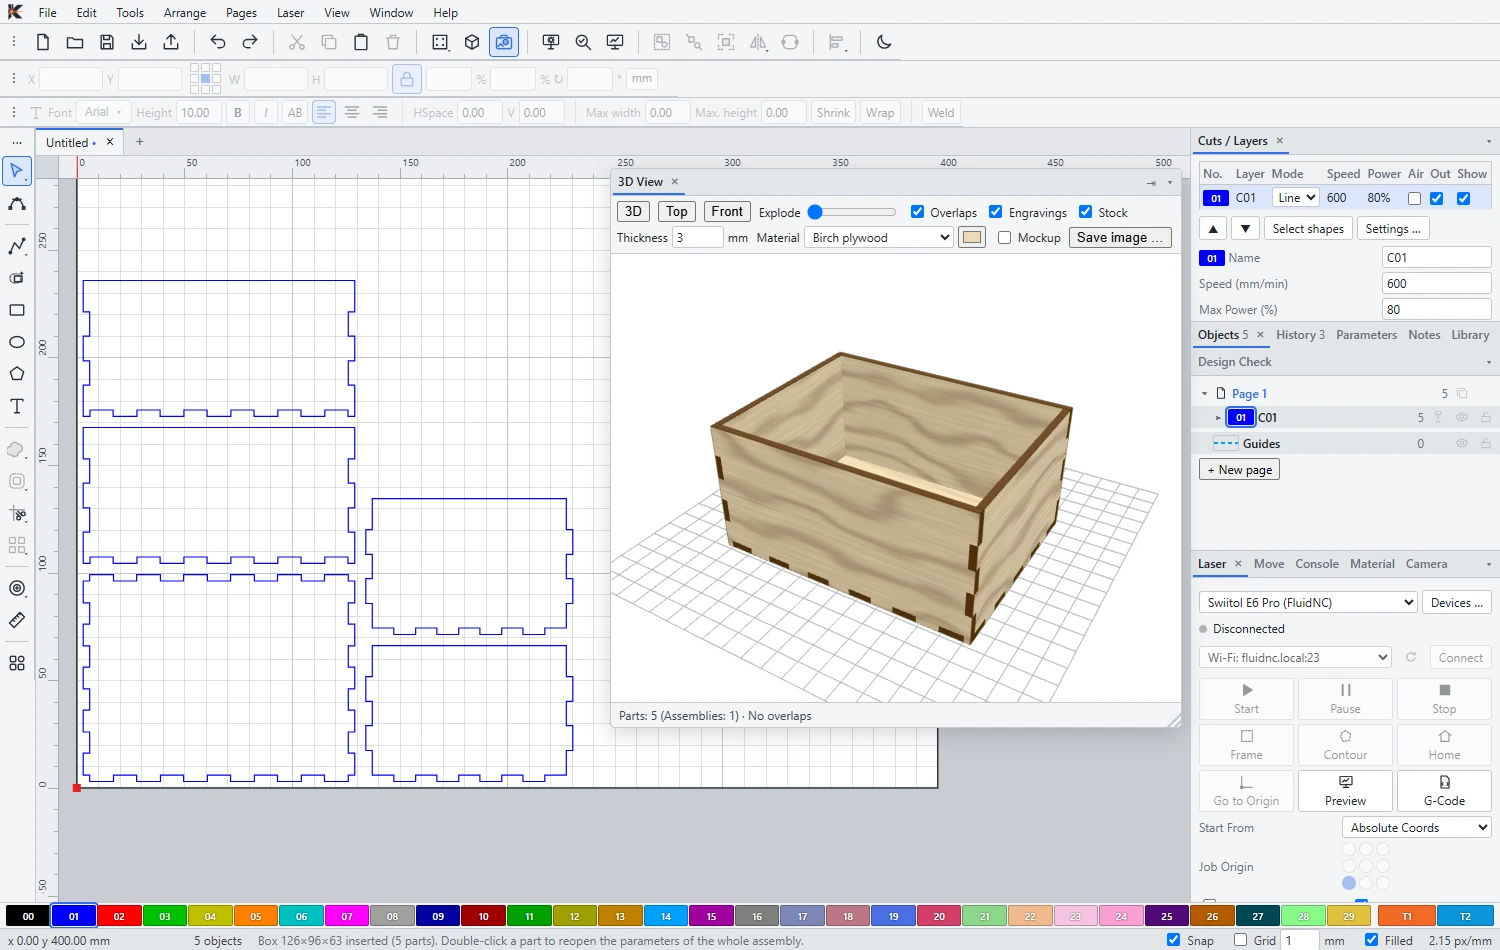 File Edit Tools Arrange Pages Laser View Window Help
X Y W H % % ° mm
Font Arial Height 10.00 B I AB HSpace 0.00 V 0.00 Max width 0.00 Max. height 0.00 Shrink Wrap Weld
Untitled • × +
0 50 100 150 200 250 300 350 400 450 500
250
200
150
100
50
0
-50
3D View ×
3D Top Front Explode Overlaps Engravings Stock
Thickness 3 mm Material Birch plywood Mockup Save image ...
Parts: 5 (Assemblies: 1) · No overlaps
Cuts / Layers ×
No. Layer Mode Speed Power Air Out Show
01 C01 Line 600 80%
▲ ▼ Select shapes Settings ...
01 Name C01
Speed (mm/min) 600
Max Power (%) 80
Objects 5 × History 3 Parameters Notes Library
Design Check
Page 1 5
01 C01 5
Guides 0
+ New page
Laser × Move Console Material Camera
Swiitol E6 Pro (FluidNC) Devices ...
Disconnected
Wi-Fi: fluidnc.local:23 Connect
Start Pause Stop
Frame Contour Home
Go to Origin Preview G-Code
Start From Absolute Coords
Job Origin
00 01 02 03 04 05 06 07 08 09 10 11 12 13 14 15 16 17 18 19 20 21 22 23 24 25 26 27 28 29 T1 T2
x 0.00 y 400.00 mm 5 objects Box 126×96×63 inserted (5 parts). Double-click a part to reopen the parameters of the whole assembly. Snap Grid 1 mm Filled 2.15 px/mm